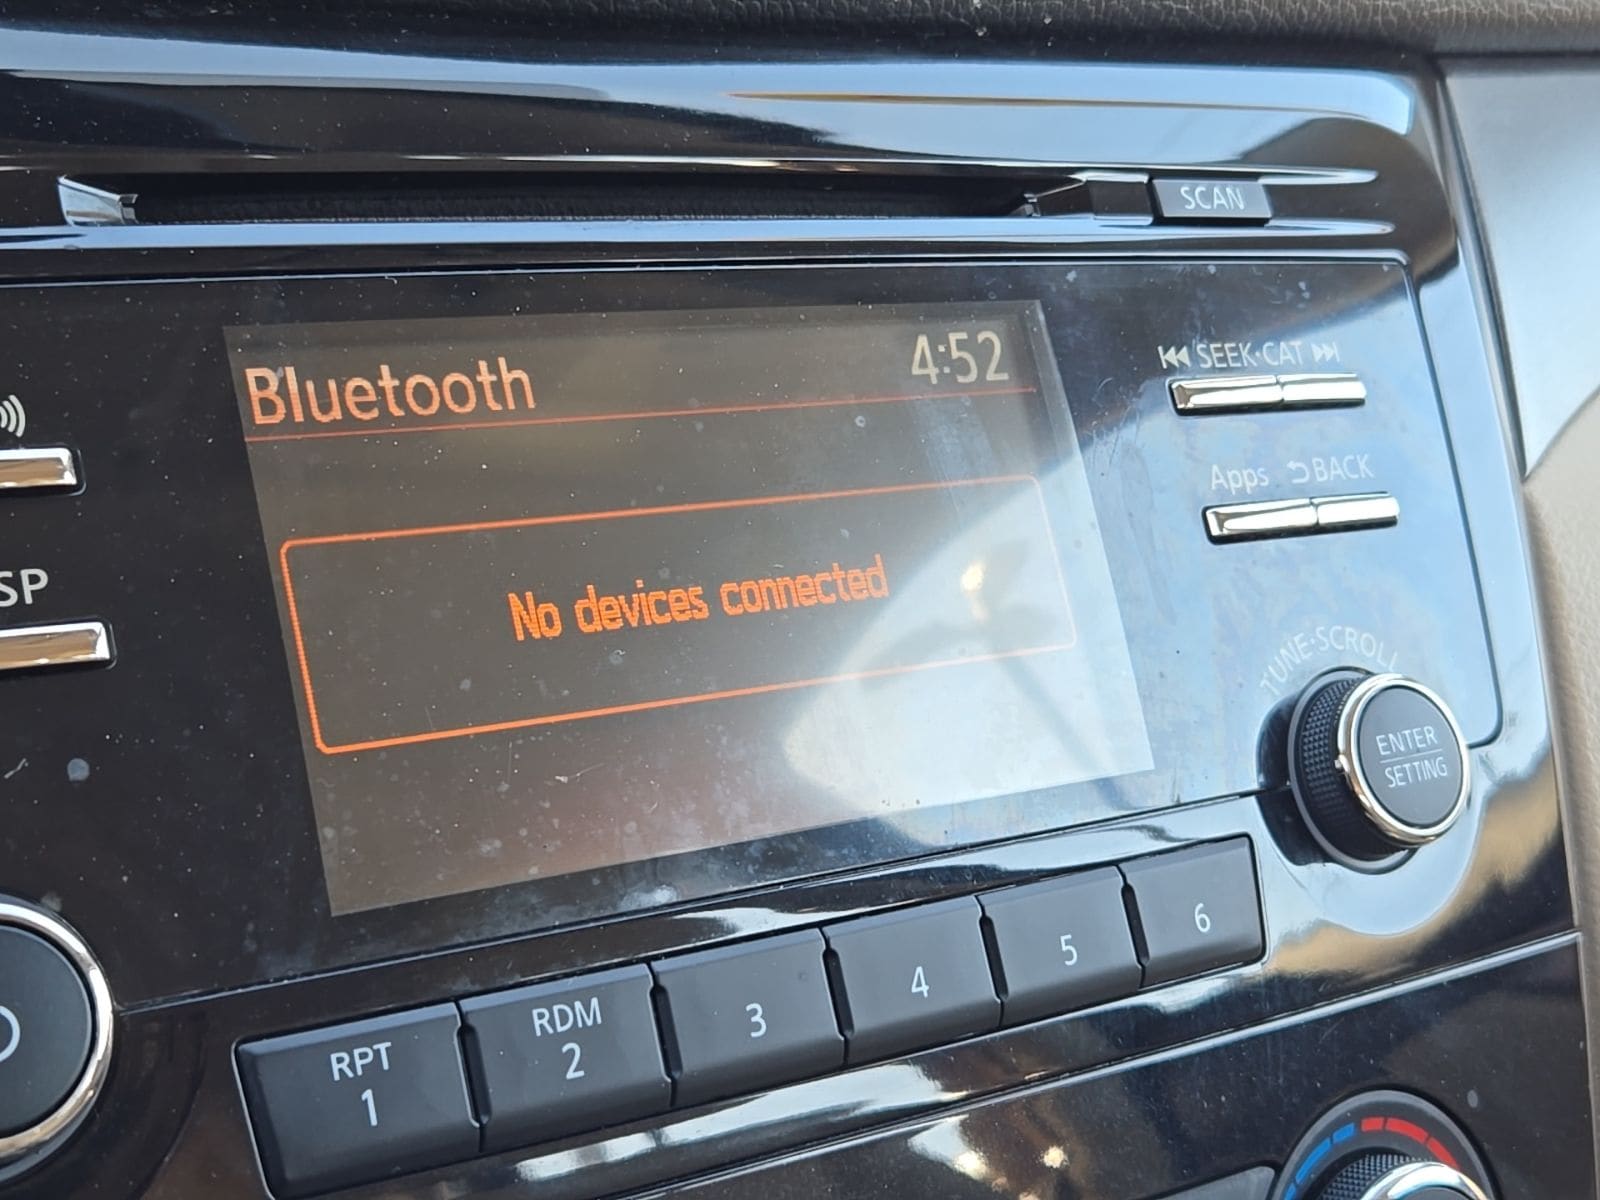 SCAN
Bluetooth 4:52
SEEK·CAT
Apps BACK
No devices connected
SP
TUNE·SCROLL
ENTER
SETTING
RPT
1
RDM
2
3
4
5
6